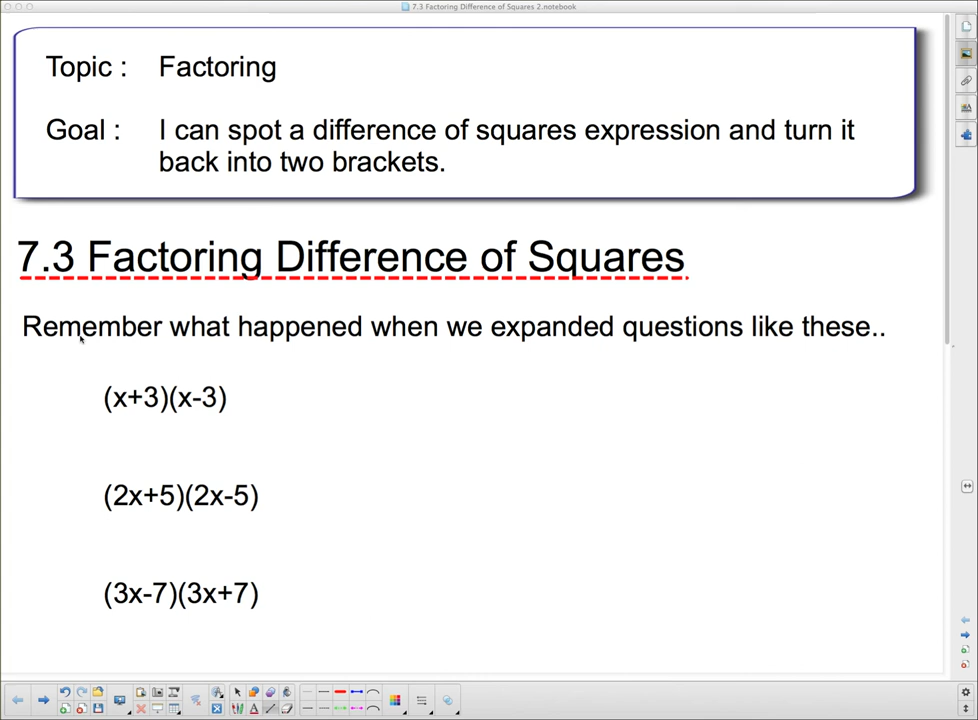 7.3 Factoring Difference of Squares 2.notebook
Topic : Factoring
Goal : I can spot a difference of squares expression and turn it
back into two brackets.
7.3 Factoring Difference of Squares
Remember what happened when we expanded questions like these..
(x+3)(x-3)
(2x+5)(2x-5)
(3x-7)(3x+7)